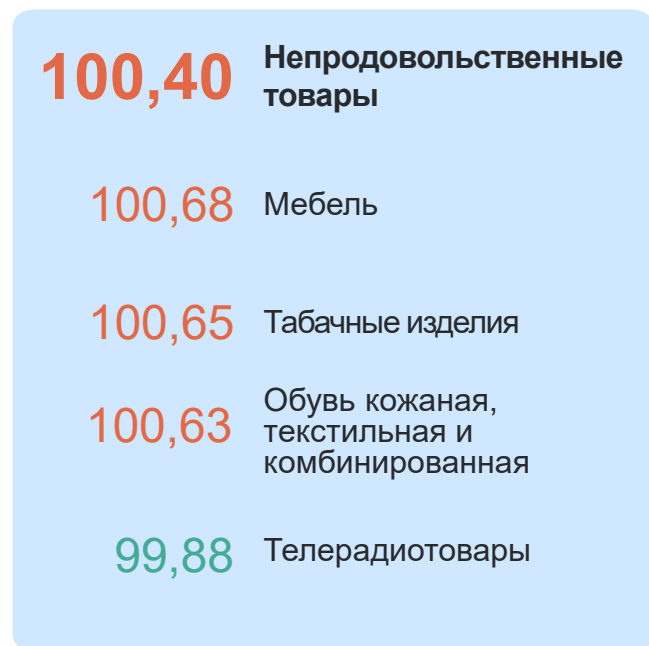 100,40 Непродовольственные
товары
100,68 Мебель
100,65 Табачные изделия
100,63 Обувь кожаная,
текстильная и
комбинированная
99,88 Телерадиотовары